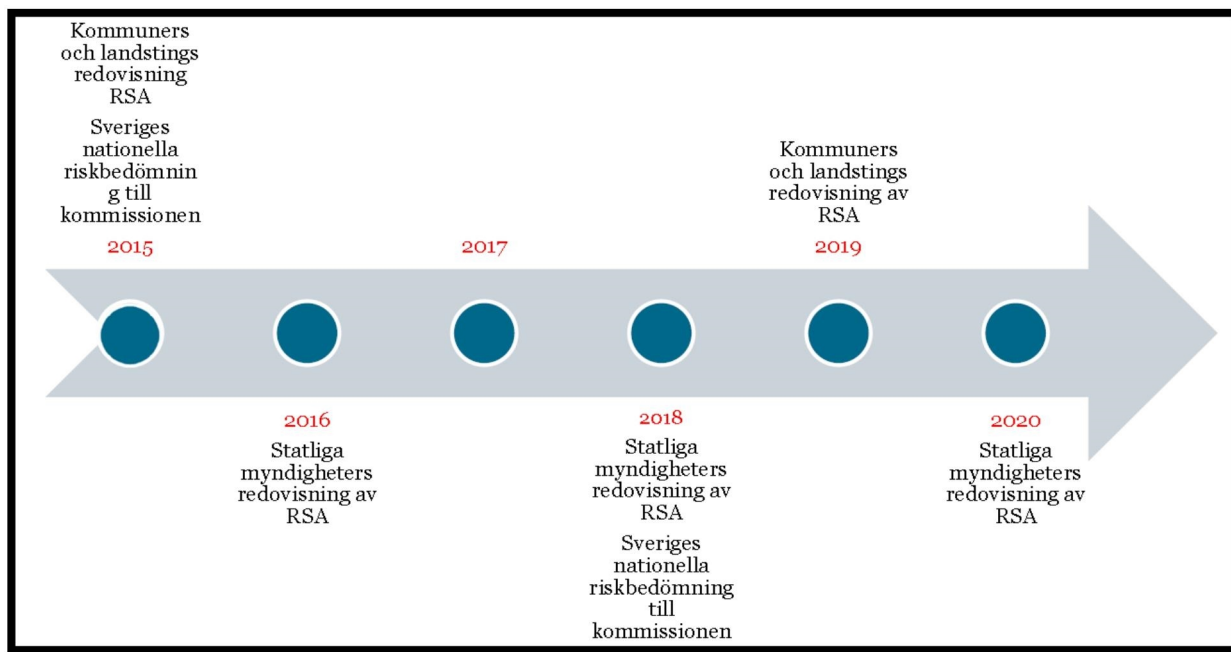 Kommuners
och landstings
redovisning
RSA
Sveriges
nationella
riskbedömnin
g till
kommissionen
2015
2017
Kommuners
och landstings
redovisning av
RSA
2019
2016
Statliga
myndigheters
redovisning av
RSA
2018
Statliga
myndigheters
redovisning av
RSA
Sveriges
nationella
riskbedömning
till
kommissionen
2020
Statliga
myndigheters
redovisning av
RSA